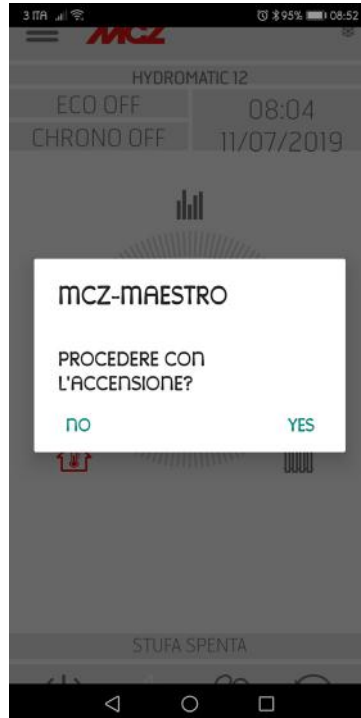 3 ITA 95% 08:52
MCZ
HYDROMATIC 12
ECO OFF
08:04
CHRONO OFF
11/07/2019
MCZ-MAESTRO
PROCEDERE CON
L'ACCENSIONE?
NO YES
STUFA SPENTA